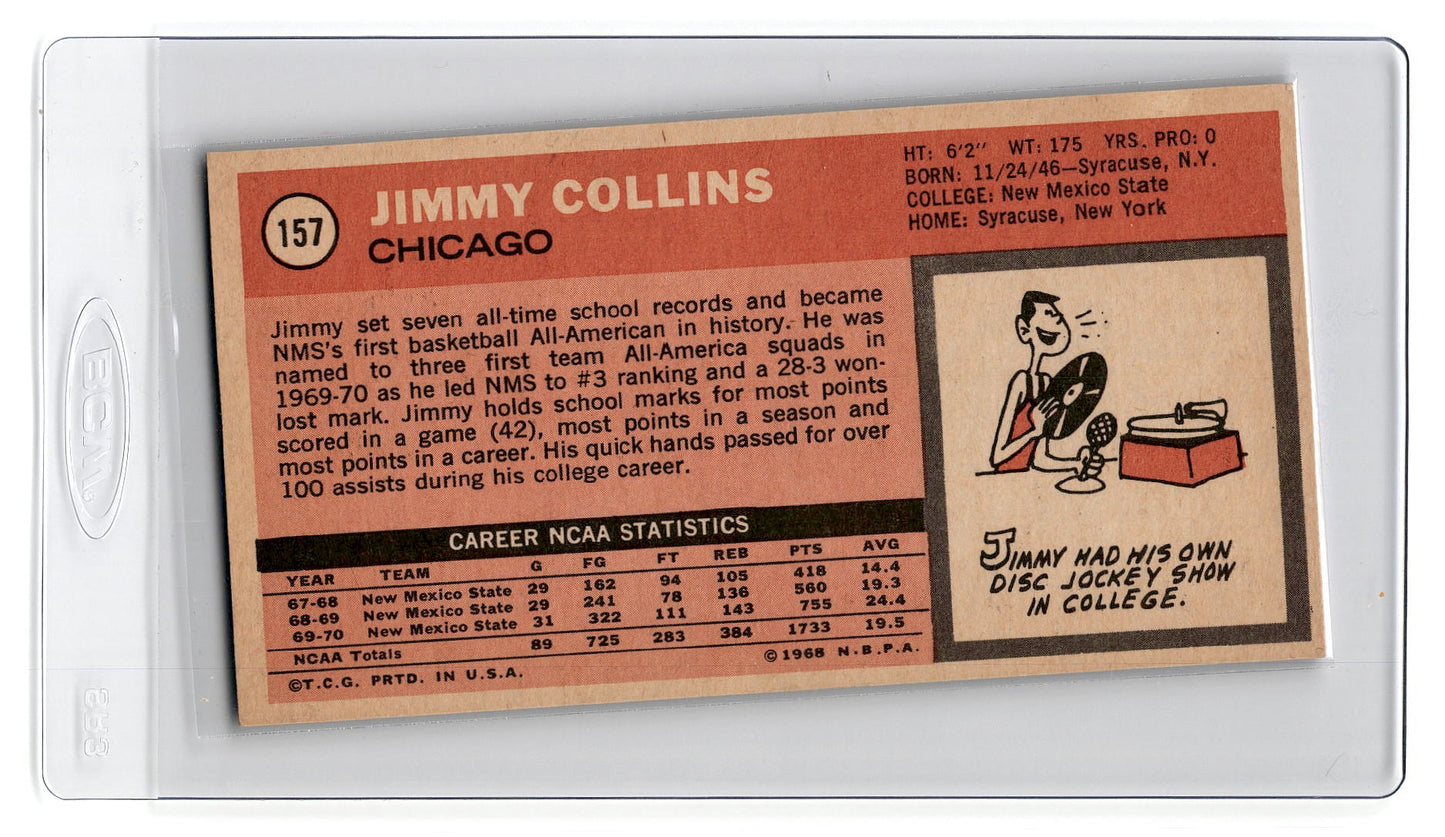 157
JIMMY COLLINS
CHICAGO
HT: 6'2" WT: 175 YRS. PRO: 0
BORN: 11/24/46—Syracuse, N.Y.
COLLEGE: New Mexico State
HOME: Syracuse, New York
Jimmy set seven all-time school records and became
NMS's first basketball All-American in history. He was
named to three first team All-America squads in
1969-70 as he led NMS to #3 ranking and a 28-3 won-
lost mark. Jimmy holds school marks for most points
scored in a game (42), most points in a season and
most points in a career. His quick hands passed for over
100 assists during his college career.
CAREER NCAA STATISTICS
YEAR TEAM G FG FT REB PTS AVG
67-68 New Mexico State 29 162 94 105 418 14.4
68-69 New Mexico State 29 241 78 136 560 19.3
69-70 New Mexico State 31 322 111 143 755 24.4
NCAA Totals 89 725 283 384 1733 19.5
©T.C.G. PRTD. IN U.S.A. ©1968 N.B.P.A.
JIMMY HAD HIS OWN
DISC JOCKEY SHOW
IN COLLEGE.
BCW